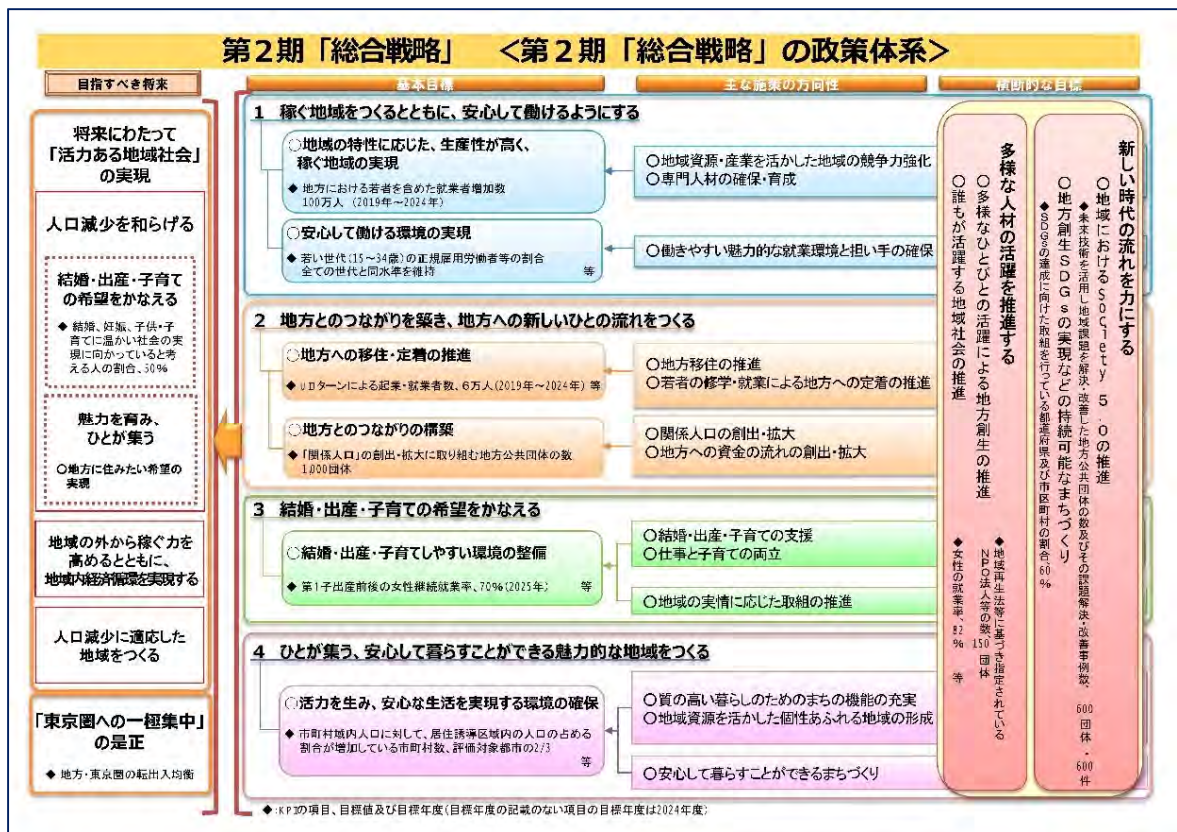 第2期「総合戦略」 <第2期「総合戦略」の政策体系>
目指すべき将来
基本目標
主な施策の方向性
横断的な目標
将来にわたって
「活力ある地域社会」
の実現
人口減少を和らげる
結婚・出産・子育て
の希望をかなえる
◆ 結婚、妊娠、子供・子
育てに温かい社会の実
現に向かっていると考え
る人の割合、50%
魅力を育み、
ひとが集う
○地方に住みたい希望の
実現
地域の外から稼ぐ力を
高めるとともに、
地域内経済循環を実現する
人口減少に適応した
地域をつくる
「東京圏への一極集中」
の是正
◆ 地方・東京圏の転出入均衡
1 稼ぐ地域をつくるとともに、安心して働けるようにする
○地域の特性に応じた、生産性が高く、
稼ぐ地域の実現
◆ 地方における若者を含めた就業者増加数
100万人 (2019年~2024年)
○地域資源・産業を活かした地域の競争力強化
○専門人材の確保・育成
○安心して働ける環境の実現
◆ 若い世代(15~34歳)の正規雇用労働者等の割合
全ての世代と同水準を維持 等
○働きやすい魅力的な就業環境と担い手の確保
2 地方とのつながりを築き、地方への新しいひとの流れをつくる
○地方への移住・定着の推進
◆ UIJターンによる起業・就業者数、6万人(2019年~2024年) 等
○地方移住の推進
○若者の修学・就業による地方への定着の推進
○地方とのつながりの構築
◆ 「関係人口」の創出・拡大に取り組む地方公共団体の数
1,000団体
○関係人口の創出・拡大
○地方への資金の流れの創出・拡大
3 結婚・出産・子育ての希望をかなえる
○結婚・出産・子育てしやすい環境の整備
◆ 第1子出産前後の女性継続就業率、70%(2025年) 等
○結婚・出産・子育ての支援
○仕事と子育ての両立
○地域の実情に応じた取組の推進
4 ひとが集う、安心して暮らすことができる魅力的な地域をつくる
○活力を生み、安心な生活を実現する環境の確保
◆ 市町村域内人口に対して、居住誘導区域内の人口の占める
割合が増加している市町村数、評価対象都市の2/3
等
○質の高い暮らしのためのまちの機能の充実
○地域資源を活かした個性あふれる地域の形成
○安心して暮らすことができるまちづくり
新しい時代の流れを力にする
○地域におけるSociety 5.0の推進
◆未来技術を活用し地域課題を解決・改善した地方公共団体の数及びその課題解決・改善事例数、600団体・600件
○地方創生SDGsの実現などの持続可能なまちづくり
◆SDGsの達成に向けた取組を行っている都道府県及び市区町村の割合、60%
多様な人材の活躍を推進する
○多様なひとびとの活躍による地方創生の推進
◆地域再生法等に基づき指定されている
NPO法人等の数、150団体
○誰もが活躍する地域社会の推進
◆女性の就業率、82% 等
◆:KPIの項目、目標値及び目標年度(目標年度の記載のない項目の目標年度は2024年度)